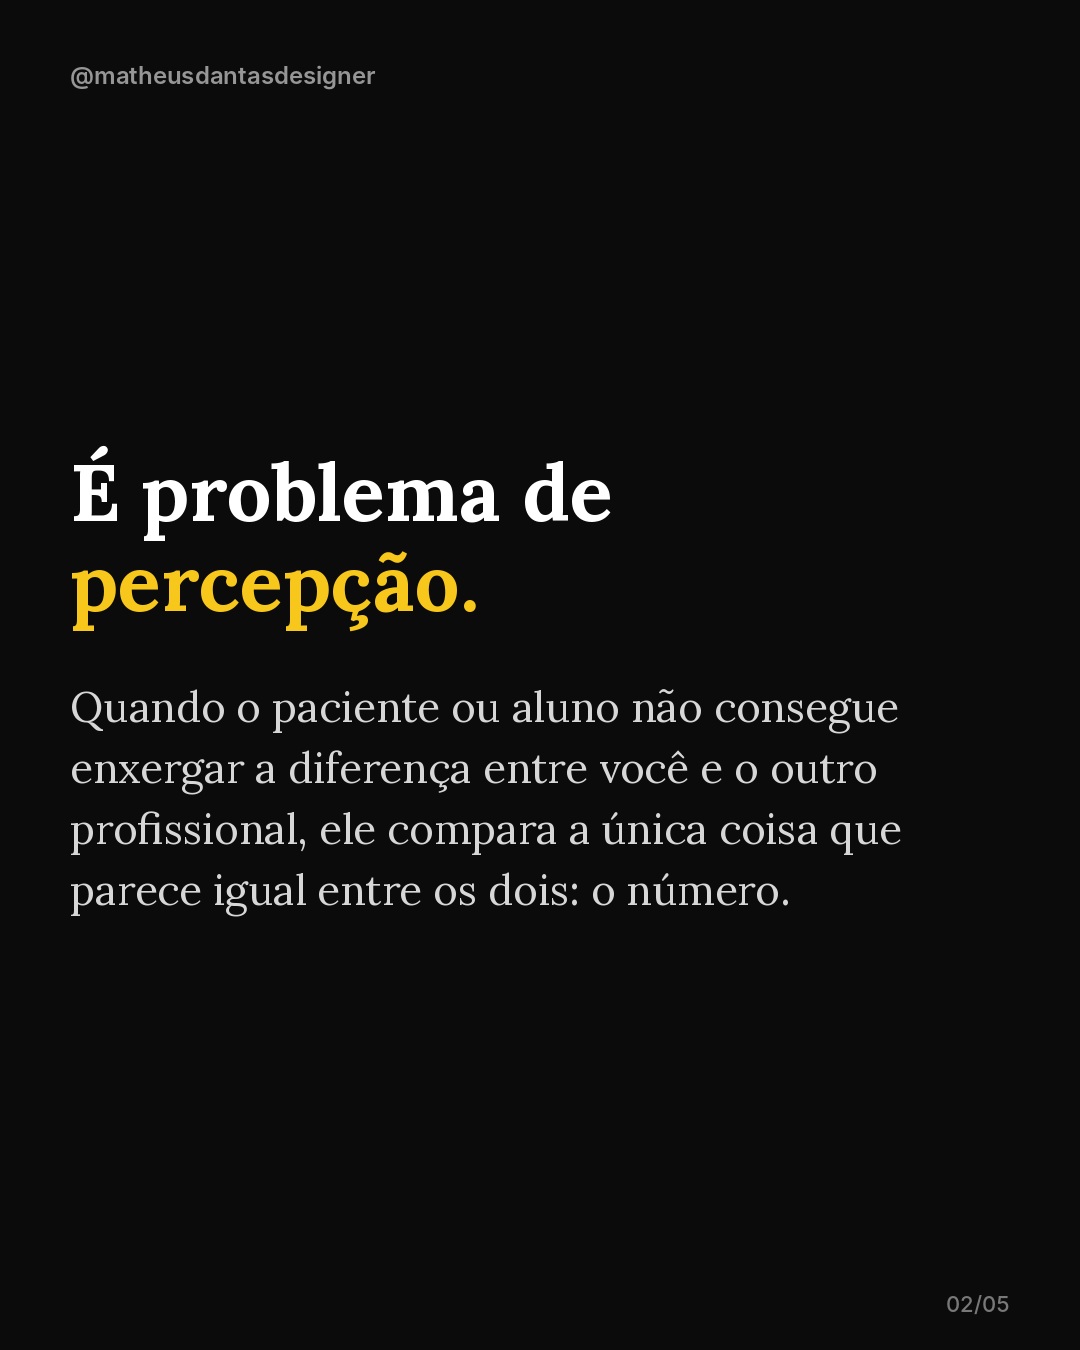 @matheusdantasdesigner
É problema de
percepção.
Quando o paciente ou aluno não consegue
enxergar a diferença entre você e o outro
profissional, ele compara a única coisa que
parece igual entre os dois: o número.
02/05